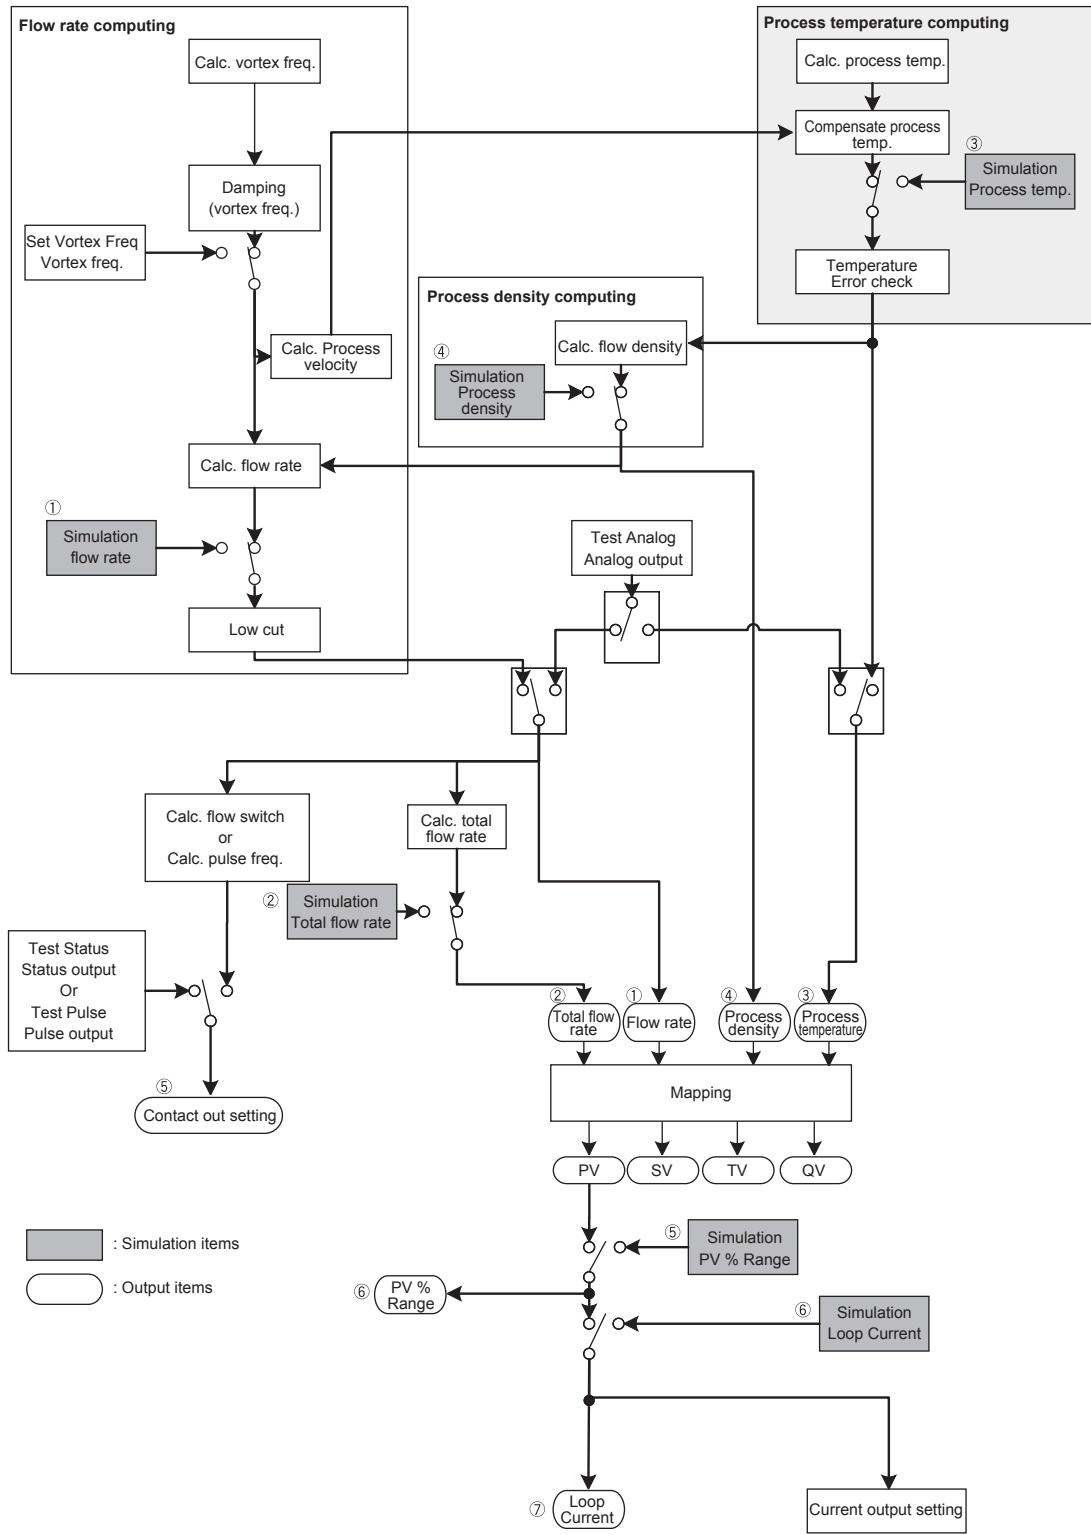 Flow rate computing
Calc. vortex freq.
Damping
(vortex freq.)
Set Vortex Freq
Vortex freq.
Calc. Process
velocity
Calc. flow rate
①
Simulation
flow rate
Low cut
Process temperature computing
Calc. process temp.
Compensate process
temp.
③
Simulation
Process temp.
Temperature
Error check
Process density computing
Calc. flow density
④
Simulation
Process
density
Test Analog
Analog output
Calc. flow switch
or
Calc. pulse freq.
Calc. total
flow rate
②
Simulation
Total flow rate
Test Status
Status output
Or
Test Pulse
Pulse output
⑤
Contact out setting
②
Total flow
rate
①
Flow rate
④
Process
density
③
Process
temperature
Mapping
PV
SV
TV
QV
⑤
Simulation
PV % Range
⑥
PV %
Range
⑥
Simulation
Loop Current
: Simulation items
: Output items
⑦
Loop
Current
Current output setting